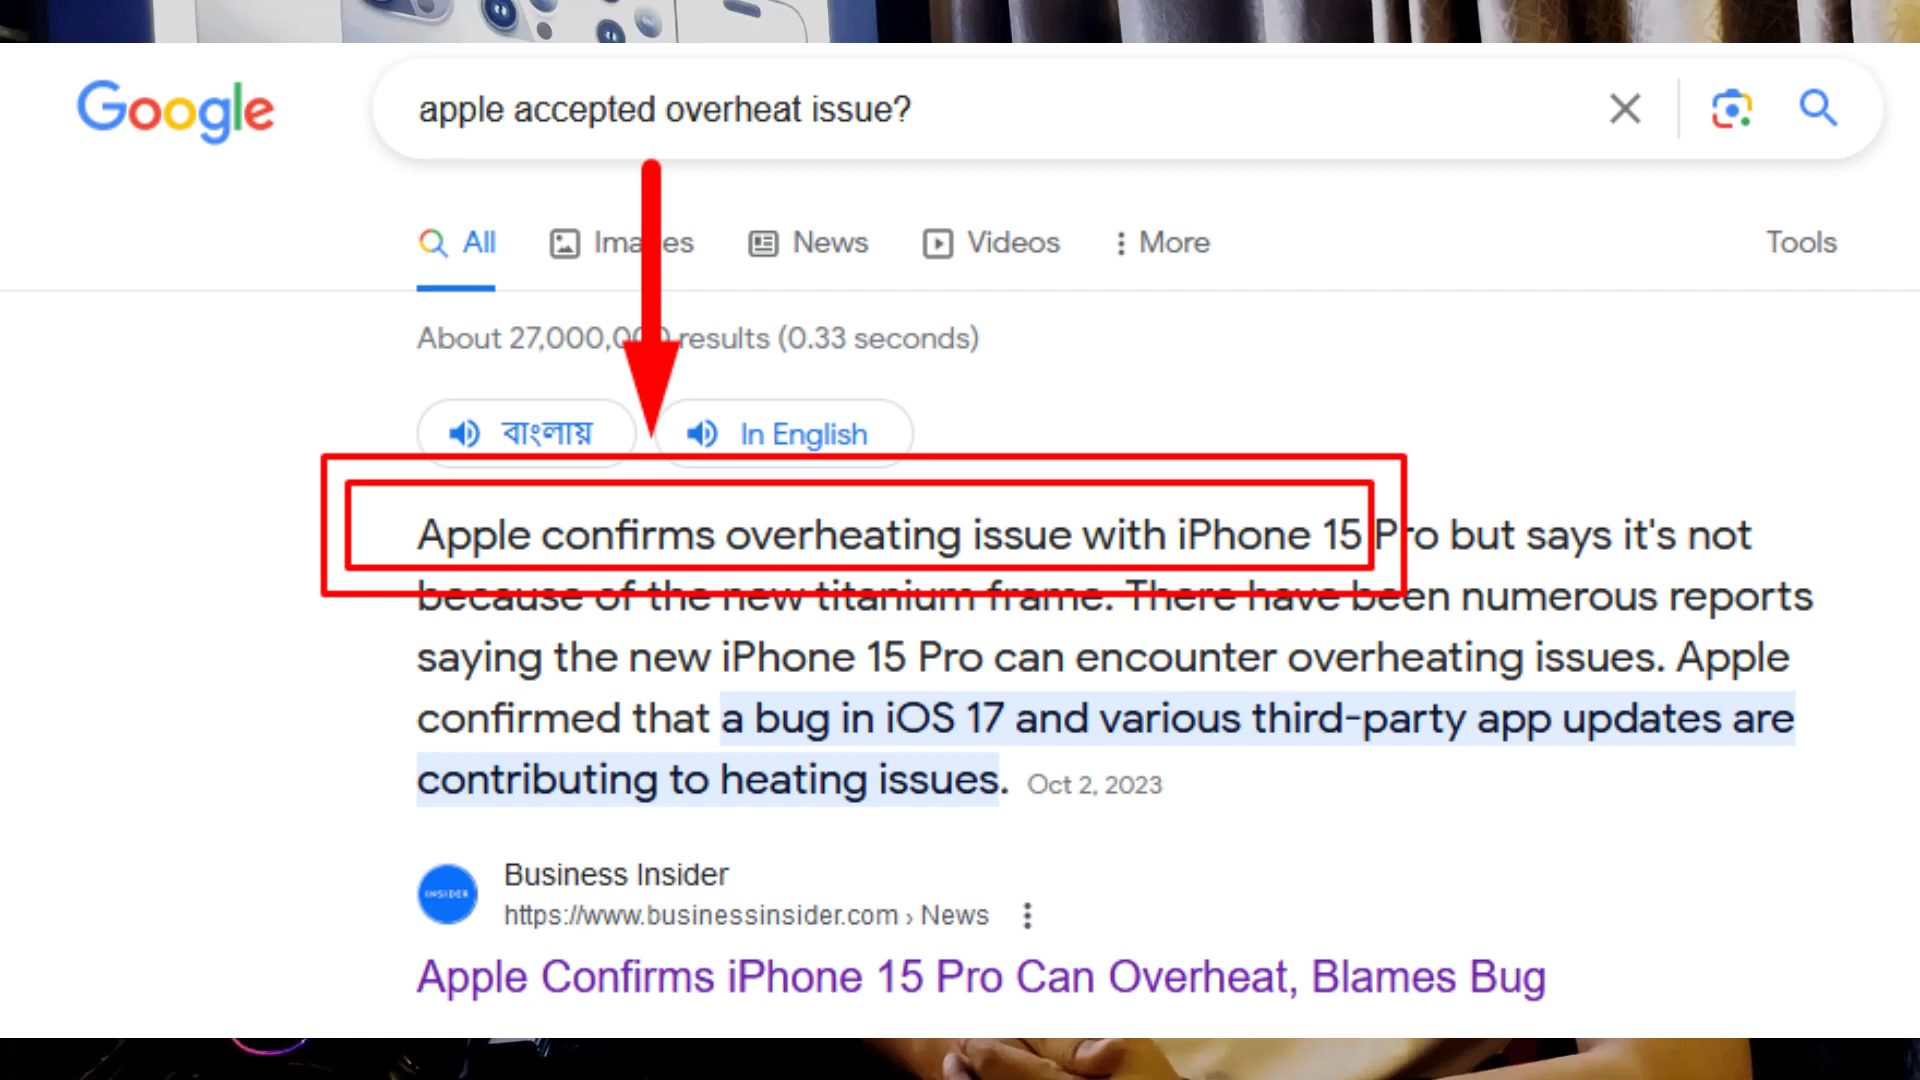 Google
apple accepted overheat issue?
All Images News Videos More Tools
About 27,000,000 results (0.33 seconds)
বাংলায় In English
Apple confirms overheating issue with iPhone 15 Pro but says it's not
because of the new titanium frame. There have been numerous reports
saying the new iPhone 15 Pro can encounter overheating issues. Apple
confirmed that a bug in iOS 17 and various third-party app updates are
contributing to heating issues. Oct 2, 2023
INSIDER
Business Insider
https://www.businessinsider.com › News
Apple Confirms iPhone 15 Pro Can Overheat, Blames Bug